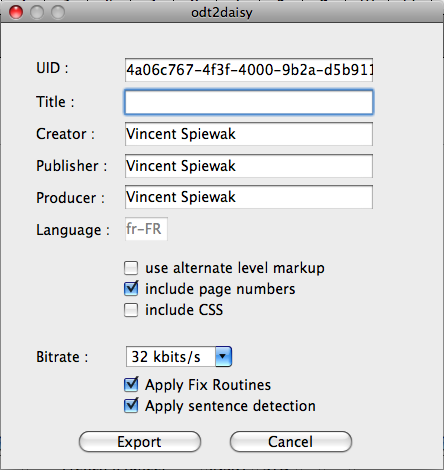 odt2daisy
UID :
4a06c767-4f3f-4000-9b2a-d5b911
Title :
Creator :
Vincent Spiewak
Publisher :
Vincent Spiewak
Producer :
Vincent Spiewak
Language :
fr-FR
use alternate level markup
include page numbers
include CSS
Bitrate :
32 kbits/s
Apply Fix Routines
Apply sentence detection
Export
Cancel